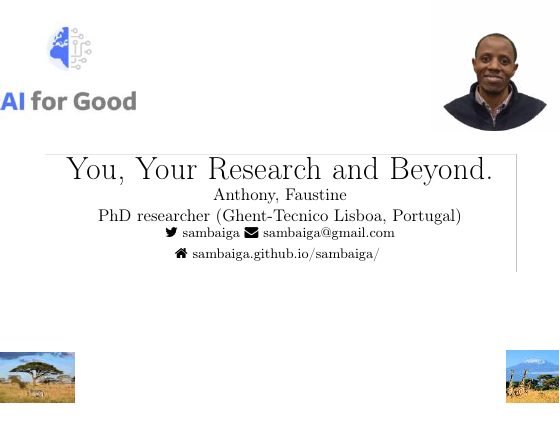 AI for Good
You, Your Research and Beyond.
Anthony, Faustine
PhD researcher (Ghent-Tecnico Lisboa, Portugal)
sambaiga sambaiga@gmail.com
sambaiga.github.io/sambaiga/